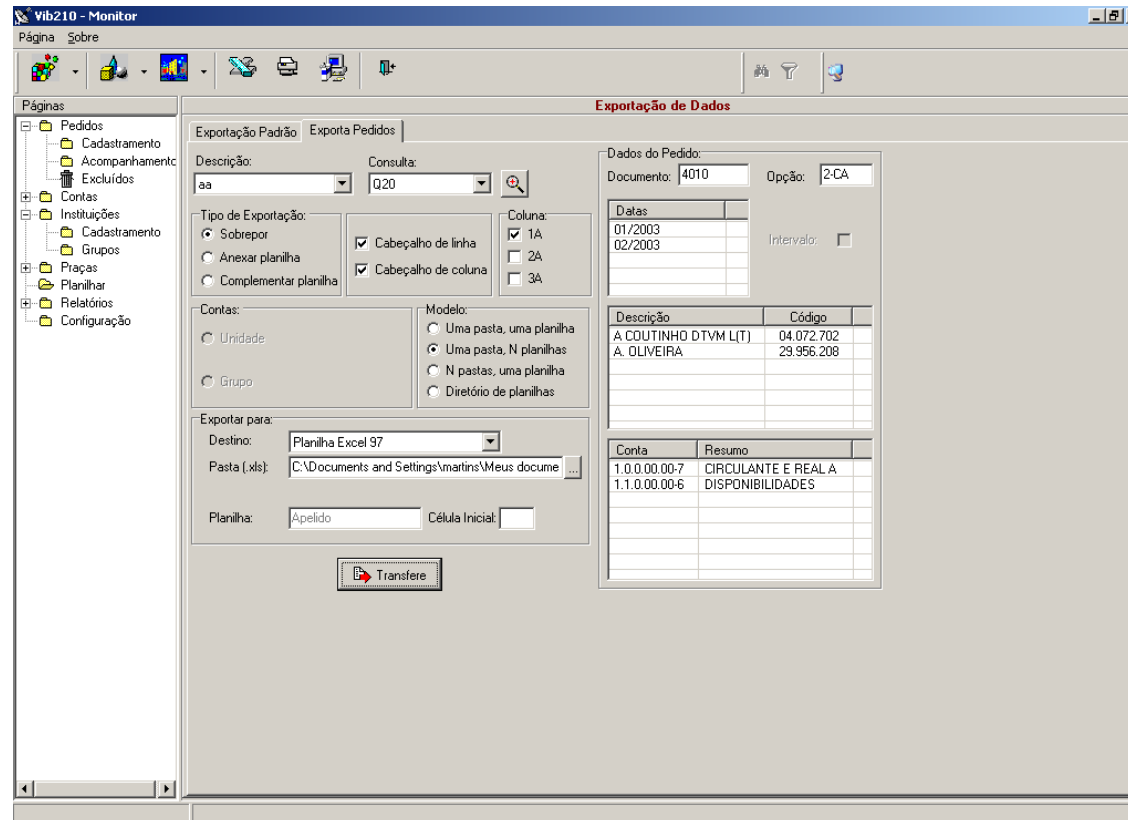 Vib210 - Monitor
Página Sobre
Páginas
Pedidos
Cadastramento
Acompanhamento
Excluídos
Contas
Instituições
Cadastramento
Grupos
Praças
Planilhar
Relatórios
Configuração
Exportação de Dados
Exportação Padrão Exporta Pedidos
Descrição: Consulta:
aa Q20
Tipo de Exportação:
Sobrepor
Anexar planilha
Complementar planilha
Cabeçalho de linha
Cabeçalho de coluna
Coluna:
1A
2A
3A
Contas:
Unidade
Grupo
Modelo:
Uma pasta, uma planilha
Uma pasta, N planilhas
N pastas, uma planilha
Diretório de planilhas
Exportar para:
Destino: Planilha Excel 97
Pasta (.xls): C:\Documents and Settings\martins\Meus docume ...
Planilha: Apelido Célula Inicial:
Transfere
Dados do Pedido:
Documento: 4010 Opção: 2-CA
Datas
01/2003
02/2003
Intervalo:
Descrição Código
A COUTINHO DTVM L(T) 04.072.702
A. OLIVEIRA 29.956.208
Conta Resumo
1.0.0.00.00-7 CIRCULANTE E REAL A
1.1.0.00.00-6 DISPONIBILIDADES